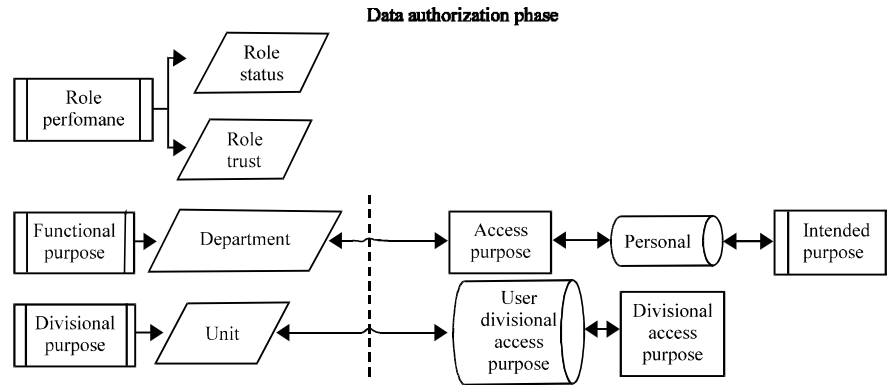 Data authorization phase
Role
status
Role
perfomane
Role
trust
Functional
purpose
Department
Access
purpose
Personal
Intended
purpose
Divisional
purpose
Unit
User
divisional
access
purpose
Divisional
access
purpose